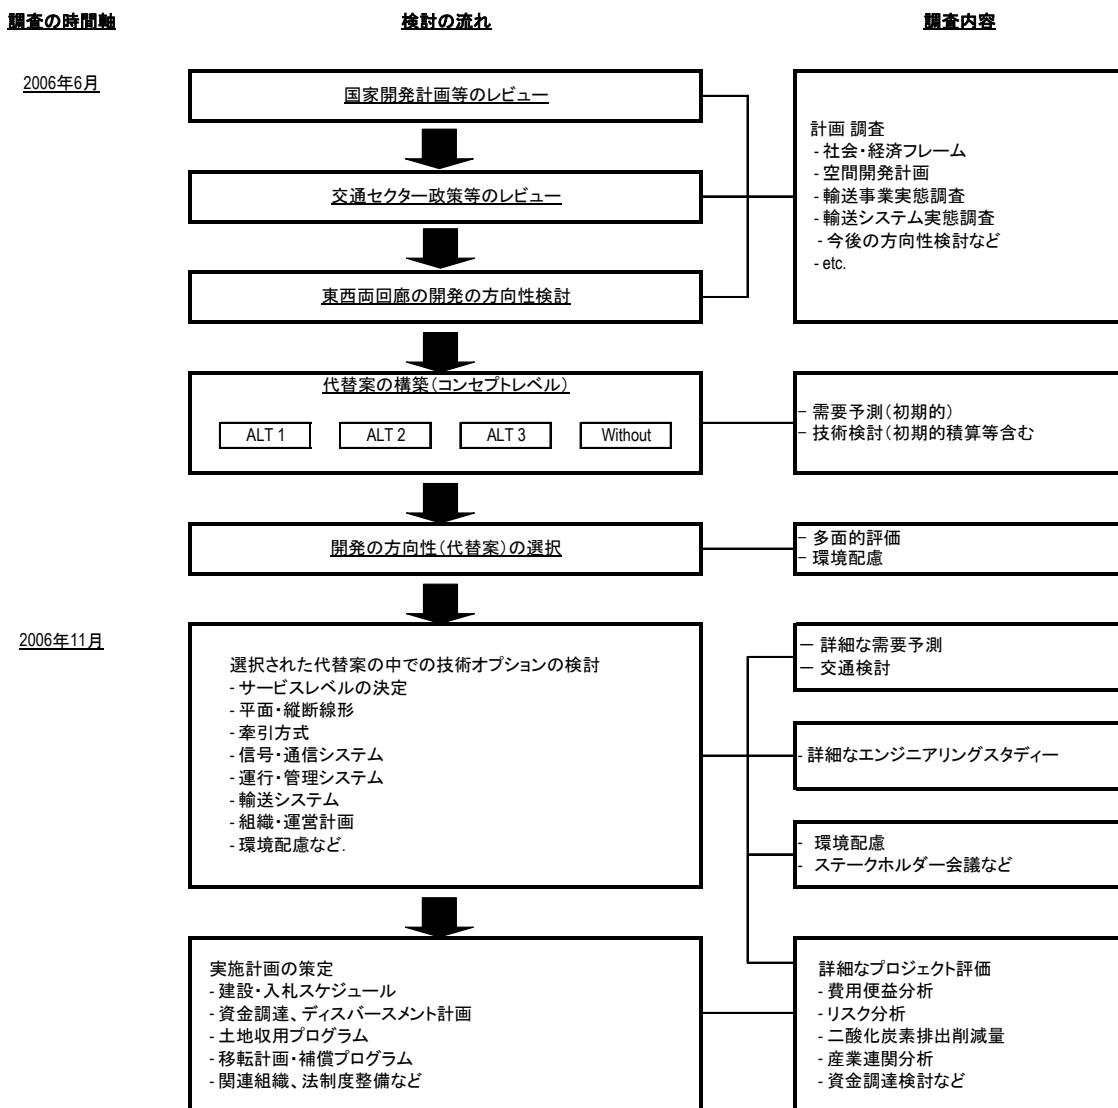 調査の時間軸
検討の流れ
調査内容
2006年6月
国家開発計画等のレビュー
交通セクター政策等のレビュー
東西両回廊の開発の方向性検討
計画 調査
- 社会・経済フレーム
- 空間開発計画
- 輸送事業実態調査
- 輸送システム実態調査
- 今後の方向性検討など
- etc.
代替案の構築(コンセプトレベル)
ALT 1 ALT 2 ALT 3 Without
– 需要予測(初期的)
– 技術検討(初期的積算等含む
開発の方向性(代替案)の選択
– 多面的評価
– 環境配慮
2006年11月
選択された代替案の中での技術オプションの検討
- サービスレベルの決定
- 平面・縦断線形
- 牽引方式
- 信号・通信システム
- 運行・管理システム
- 輸送システム
- 組織・運営計画
- 環境配慮など.
– 詳細な需要予測
– 交通検討
- 詳細なエンジニアリングスタディー
- 環境配慮
- ステークホルダー会議など
実施計画の策定
- 建設・入札スケジュール
- 資金調達、ディスバースメント計画
- 土地収用プログラム
- 移転計画・補償プログラム
- 関連組織、法制度整備など
詳細なプロジェクト評価
- 費用便益分析
- リスク分析
- 二酸化炭素排出削減量
- 産業連関分析
- 資金調達検討など